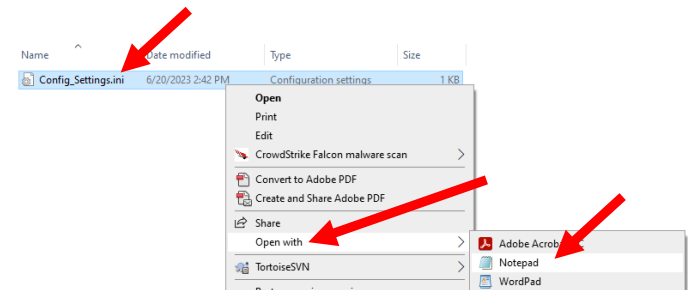 Name Date modified Type Size
Config_Settings.ini 6/20/2023 2:42 PM Configuration settings 1 KB
Open
Print
Edit
CrowdStrike Falcon malware scan
Convert to Adobe PDF
Create and Share Adobe PDF
Share
Open with
Adobe
Notepad
TortoiseSVN
WordPad